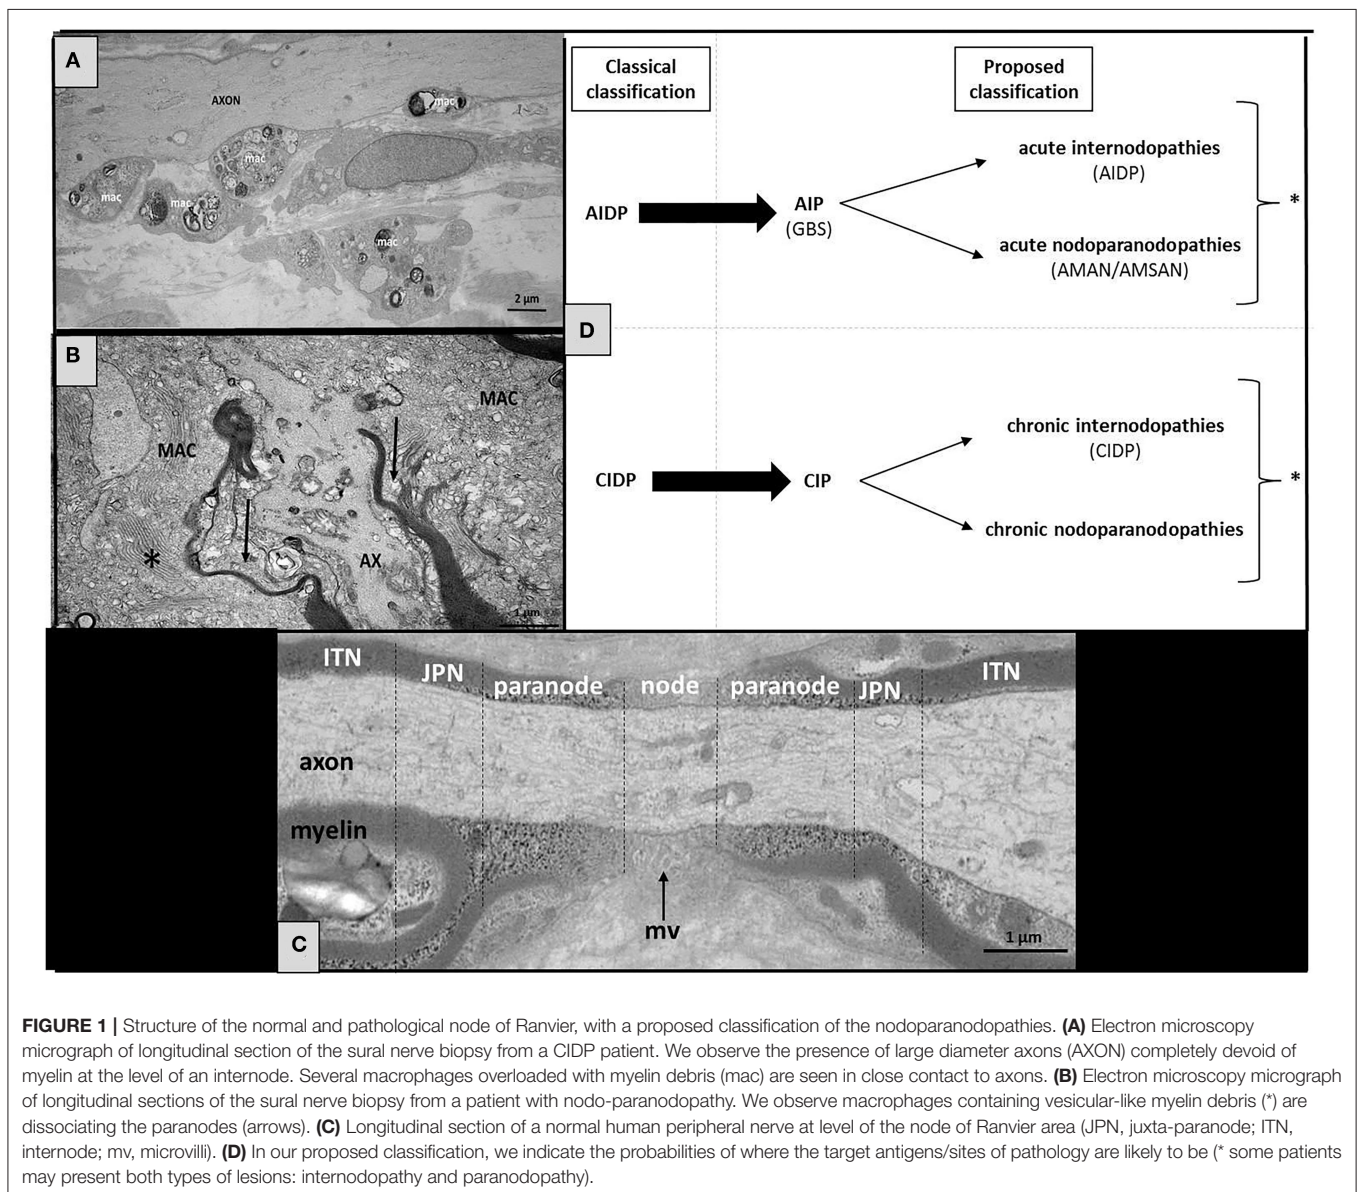 A
AXON
mac
mac
mac
mac
mac
2 µm
B
MAC
MAC
*
AX
1 µm
Classical
classification
Proposed
classification
AIDP
AIP
(GBS)
acute internodopathies
(AIDP)
acute nodoparanodopathies
(AMAN/AMSAN)
*
D
CIDP
CIP
chronic internodopathies
(CIDP)
chronic nodoparanodopathies
*
ITN
JPN
paranode
node
paranode
JPN
ITN
axon
myelin
mv
C
1 µm
FIGURE 1 | Structure of the normal and pathological node of Ranvier, with a proposed classification of the nodoparanodopathies. (A) Electron microscopy
micrograph of longitudinal section of the sural nerve biopsy from a CIDP patient. We observe the presence of large diameter axons (AXON) completely devoid of
myelin at the level of an internode. Several macrophages overloaded with myelin debris (mac) are seen in close contact to axons. (B) Electron microscopy micrograph
of longitudinal sections of the sural nerve biopsy from a patient with nodo-paranodopathy. We observe macrophages containing vesicular-like myelin debris (*) are
dissociating the paranodes (arrows). (C) Longitudinal section of a normal human peripheral nerve at level of the node of Ranvier area (JPN, juxta-paranode; ITN,
internode; mv, microvilli). (D) In our proposed classification, we indicate the probabilities of where the target antigens/sites of pathology are likely to be (* some patients
may present both types of lesions: internodopathy and paranodopathy).